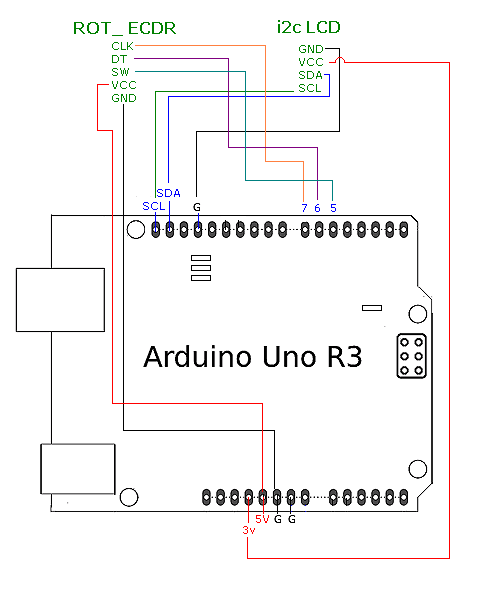 ROT_ ECDR
i2c LCD
CLK
DT
SW
VCC
GND
GND
VCC
SDA
SCL
SDA
SCL
G
7 6 5
Arduino Uno R3
5V G G
3v